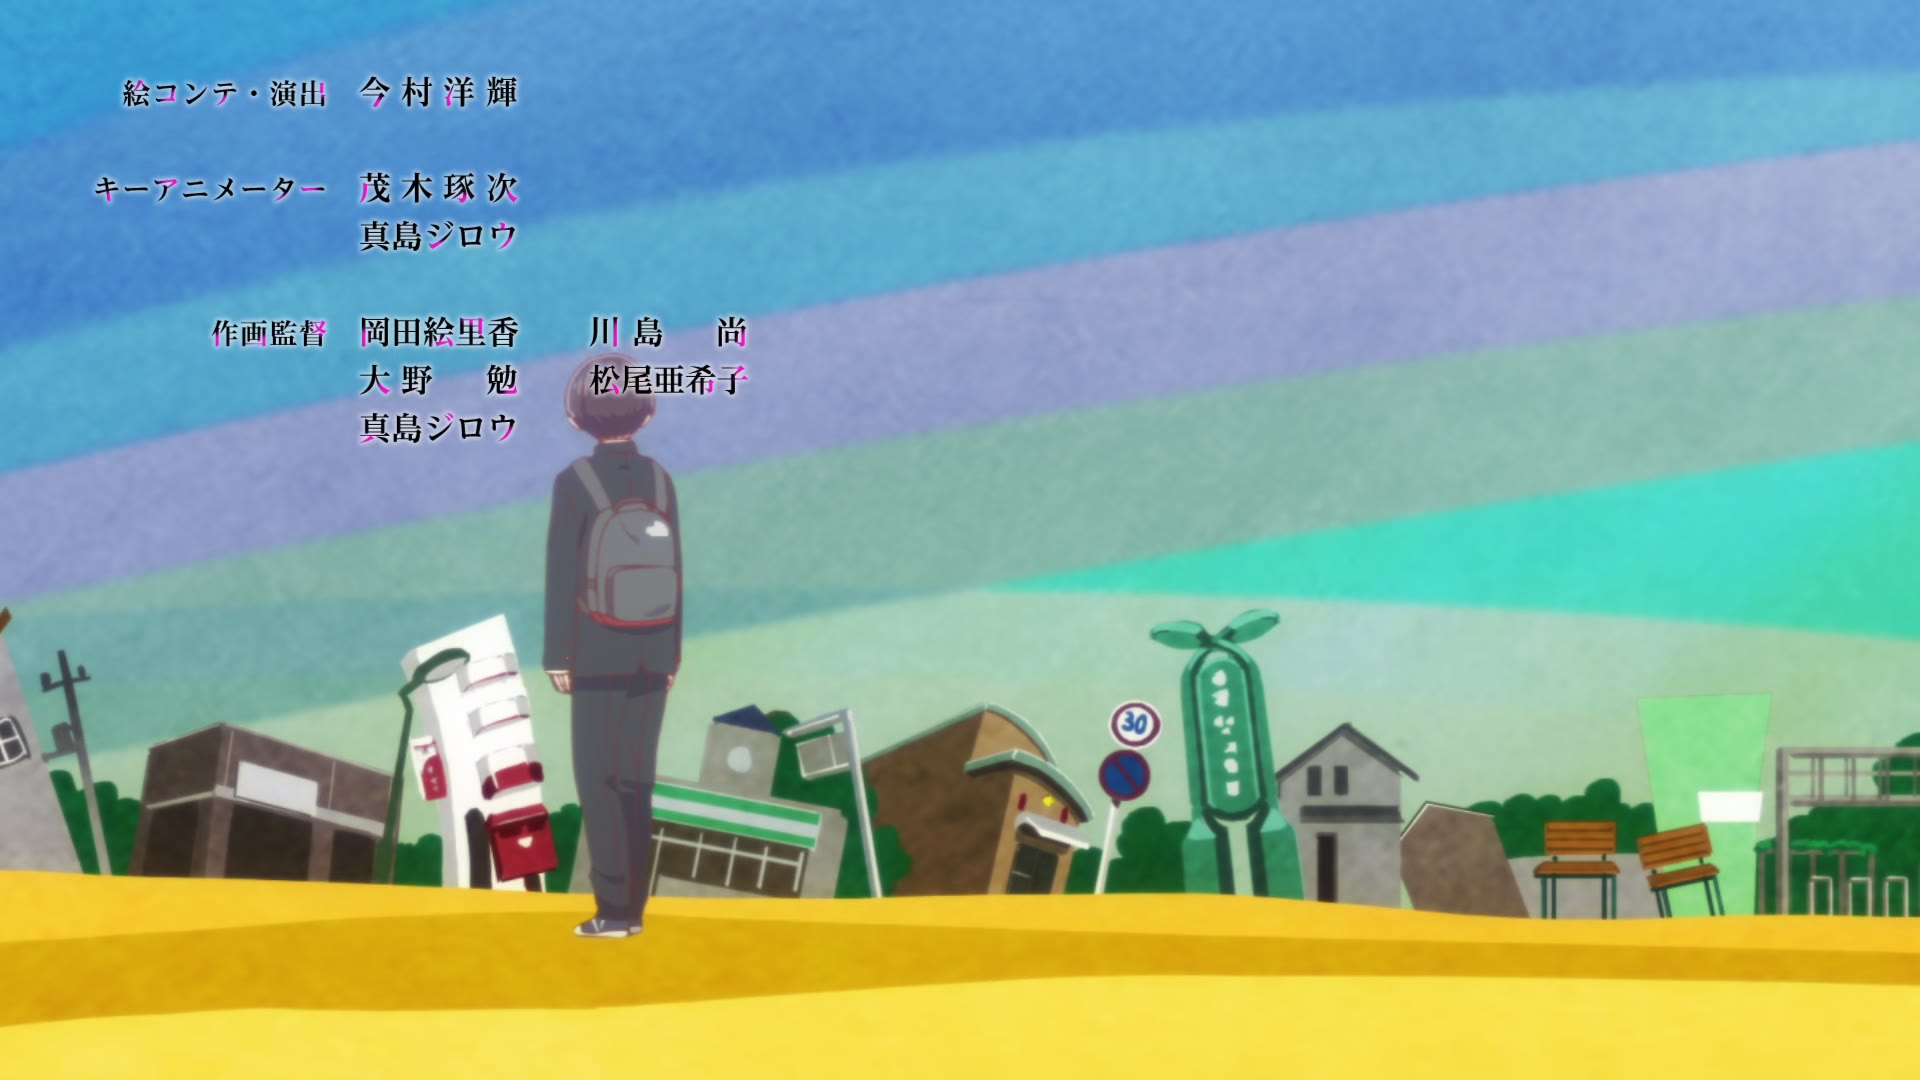 絵コンテ・演出 今村洋輝
キーアニメーター 茂木琢次
真島ジロウ
作画監督 岡田絵里香 川島 尚
大野 勉 松尾亜希子
真島ジロウ
30